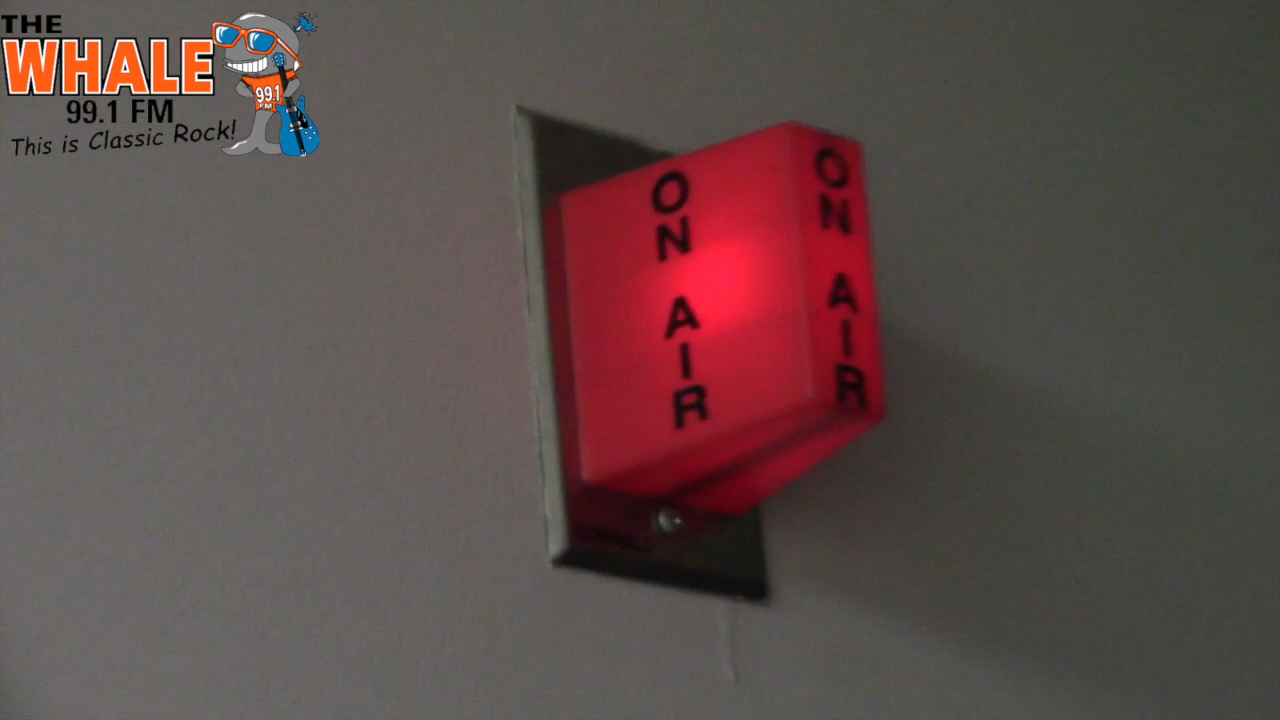 THE
WHALE
99.1 FM
This is Classic Rock!
99.1
FM
ON AIR
ON AIR